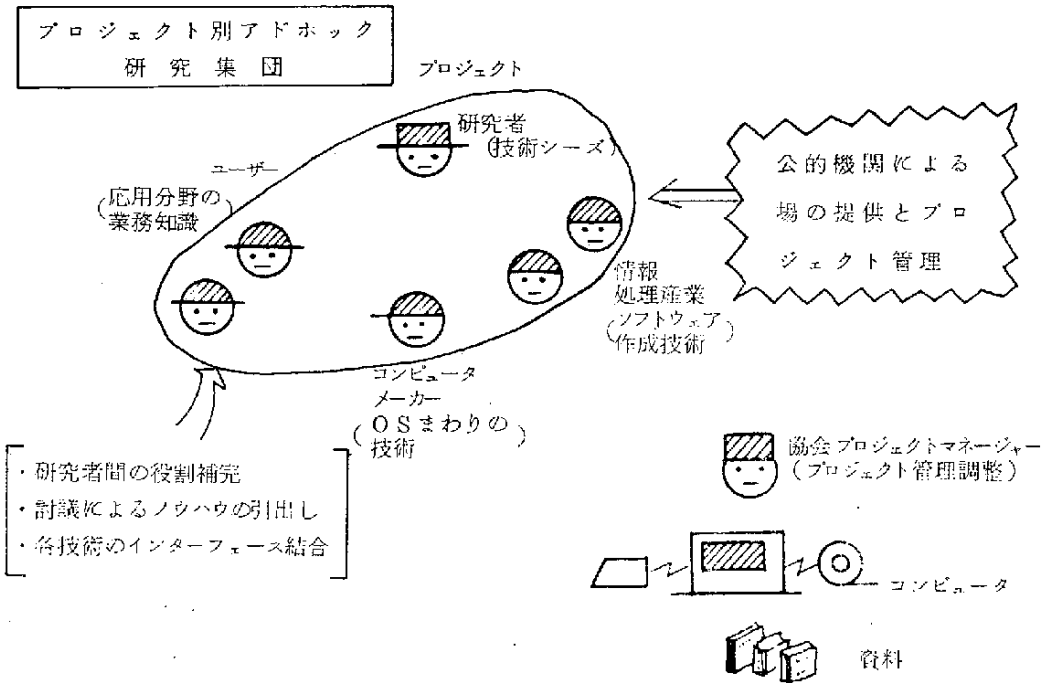 プロジェクト別アドホック
研究集団
プロジェクト
研究者
(技術シーズ)
ユーザー
(応用分野の
業務知識)
公的機関による
場の提供とプロ
ジェクト管理
情報
処理産業
(ソフトウェア
作成技術)
コンピュータ
メーカー
(OSまわりの
技術)
・研究者間の役割補完
・討議によるノウハウの引出し
・各技術のインターフェース結合
協会プロジェクトマネージャー
(プロジェクト管理調整)
コンピュータ
資料